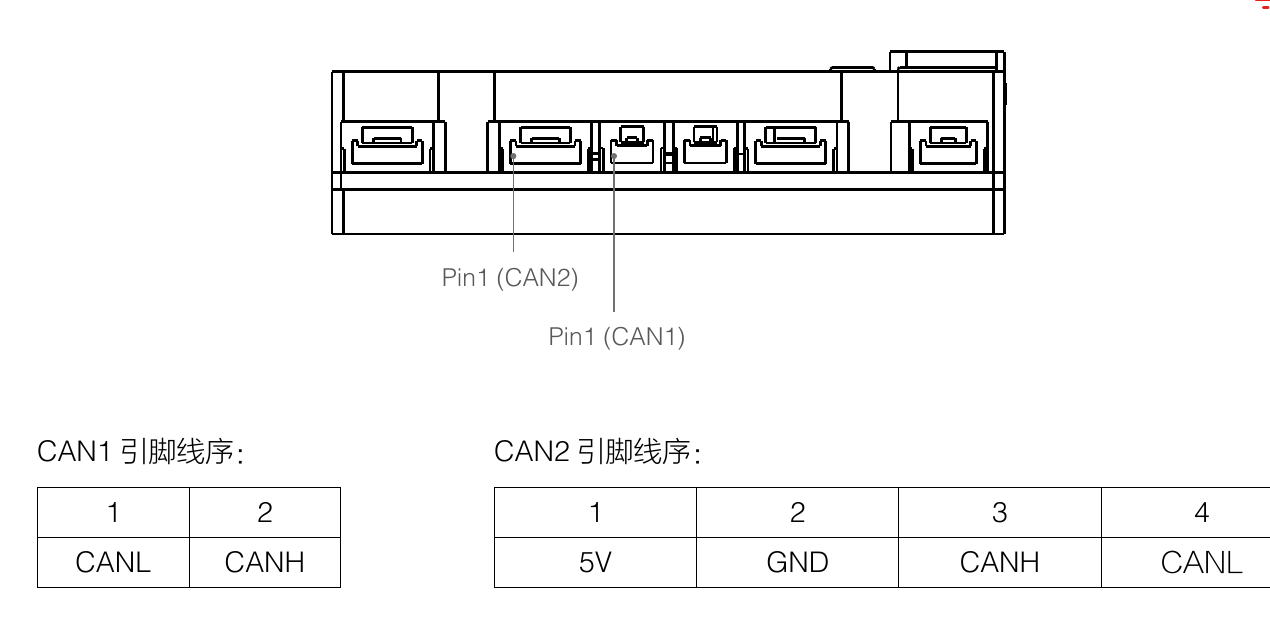 Pin1 (CAN2)
Pin1 (CAN1)
CAN1 引脚线序：
1 2
CANL CANH
CAN2 引脚线序：
1 2 3 4
5V GND CANH CANL